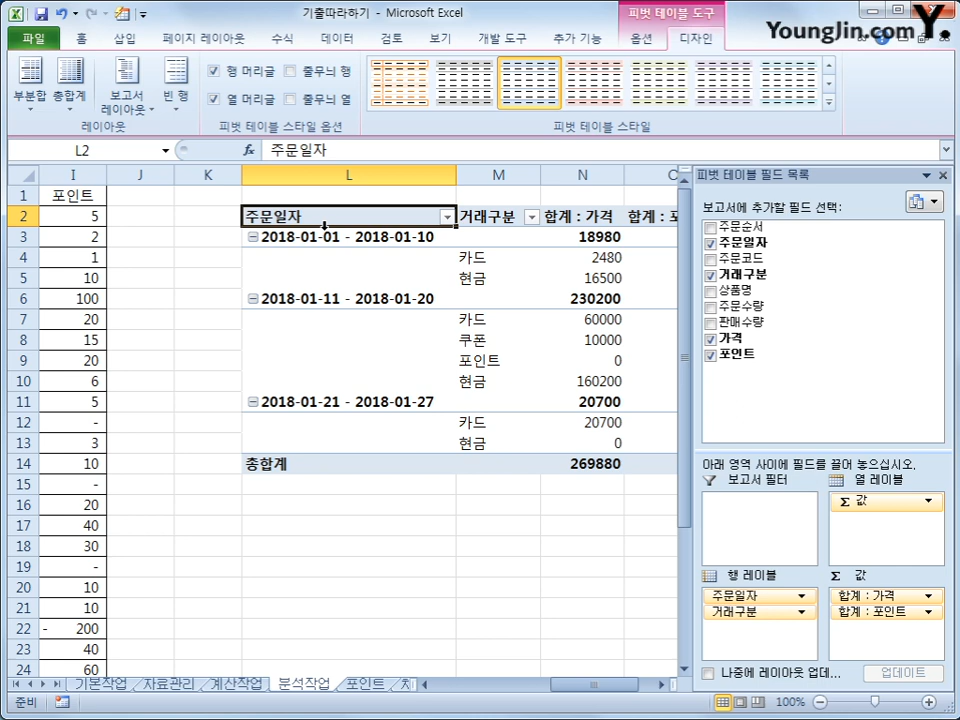 기출따라하기 - Microsoft Excel
피벗 테이블 도구
YoungJin.com Y.
파일 홈 삽입 페이지 레이아웃 수식 데이터 검토 보기 개발 도구 추가 기능 옵션 디자인
부분합 총합계 보고서 레이아웃 빈 행
행 머리글 줄무늬 행
열 머리글 줄무늬 열
레이아웃 피벗 테이블 스타일 옵션 피벗 테이블 스타일
L2 fx 주문일자
I J K L M N O
1 포인트
2 5 주문일자 거래구분 합계 : 가격 합계 : 포
3 2 2018-01-01 - 2018-01-10 18980
4 1 카드 2480
5 10 현금 16500
6 100 2018-01-11 - 2018-01-20 230200
7 20 카드 60000
8 15 쿠폰 10000
9 20 포인트 0
10 6 현금 160200
11 5 2018-01-21 - 2018-01-27 20700
12 - 카드 20700
13 3 현금 0
14 10 총합계 269880
15 -
16 20
17 40
18 30
19 -
20 10
21 10
22 - 200
23 40
24 60
피벗 테이블 필드 목록
보고서에 추가할 필드 선택:
주문순서
주문일자
주문코드
거래구분
상품명
주문수량
판매수량
가격
포인트
아래 영역 사이에 필드를 끌어 놓으십시오.
보고서 필터 열 레이블
Σ 값
행 레이블 Σ 값
주문일자 합계 : 가격
거래구분 합계 : 포인트
나중에 레이아웃 업데... 업데이트
기본작업 자료관리 계산작업 분석작업 포인트
준비 100%